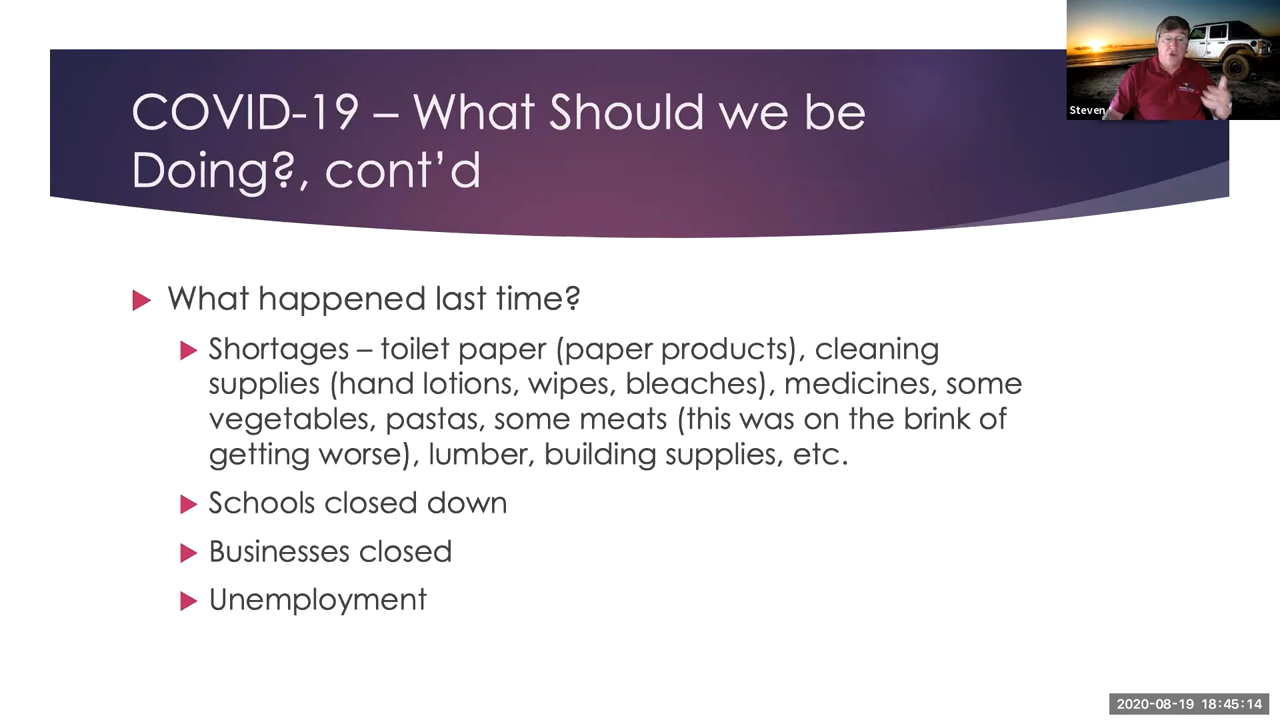 COVID-19 – What Should we be
Doing?, cont’d
Steven
What happened last time?
Shortages – toilet paper (paper products), cleaning
supplies (hand lotions, wipes, bleaches), medicines, some
vegetables, pastas, some meats (this was on the brink of
getting worse), lumber, building supplies, etc.
Schools closed down
Businesses closed
Unemployment
2020-08-19 18:45:14